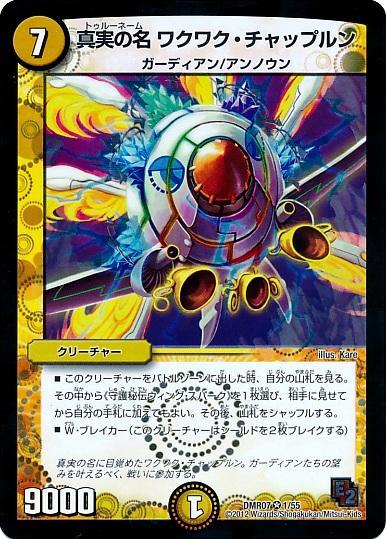 7
トゥルーネーム
真実の名 ワクワク・チャップルン
ガーディアン/アンノウン
illus. Kare
クリーチャー
■このクリーチャーをバトルゾーンに出した時、自分の山札を見る。
その中から《守護秘伝ウィング・スパーク》を1枚選び、相手に見せて
から自分の手札に加えてもよい。その後、山札をシャッフルする。
■W・ブレイカー(このクリーチャーはシールドを2枚ブレイクする)
真実の名に目覚めたワクワク・チャップルン。ガーディアンたちの望
みを叶えるべく、戦いに参加する。
9000
1
E2
DMR07 1/55
©2012 Wizards/Shogakukan/Mitsui-Kids